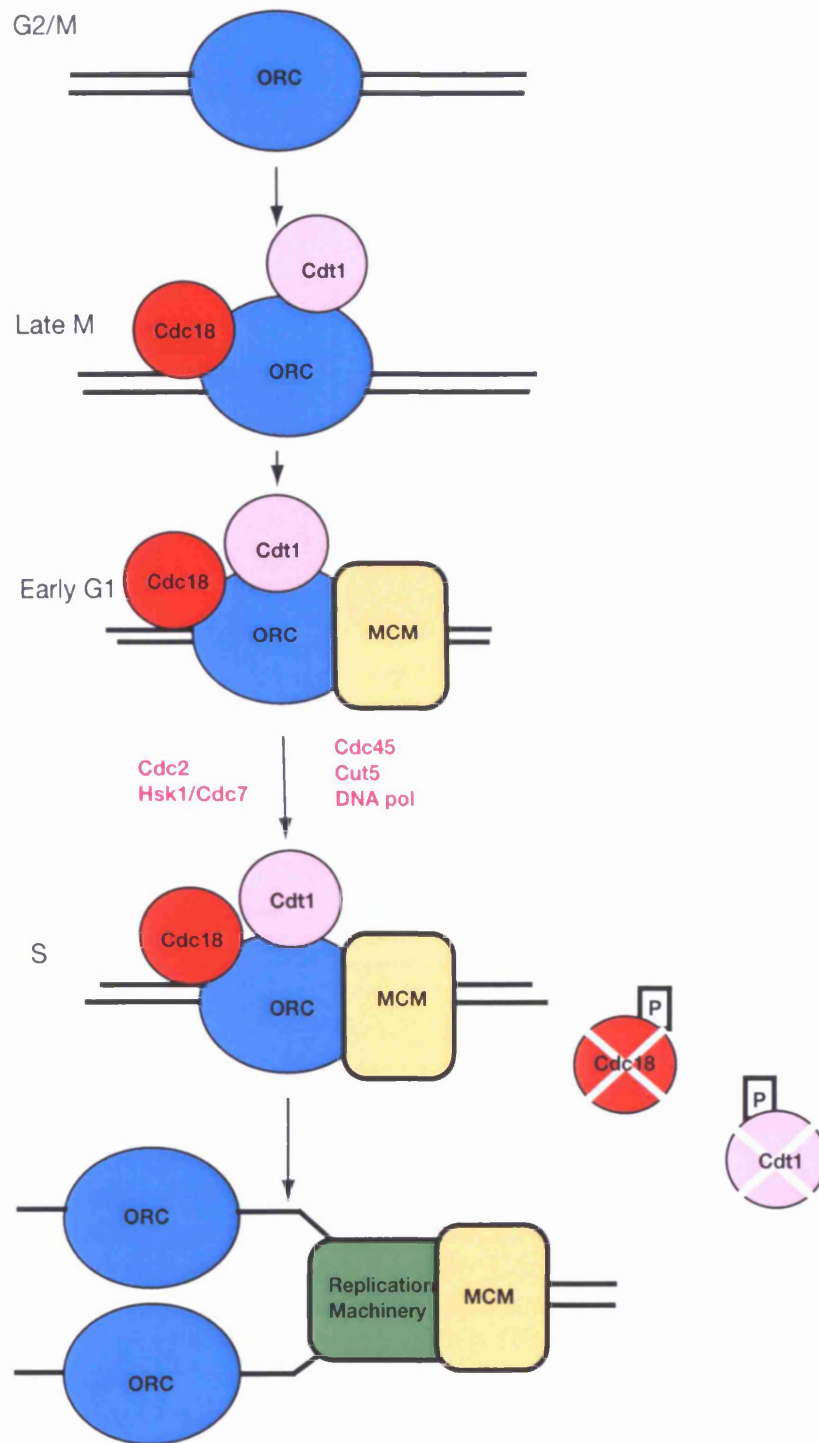 G2/M
ORC
Cdt1
Late M
Cdc18
ORC
Cdt1
Early G1
Cdc18
ORC
MCM
Cdc2
Hsk1/Cdc7
Cdc45
Cut5
DNA pol
Cdt1
S
Cdc18
ORC
MCM
P
Cdc18
P
Cdt1
ORC
Replication
Machinery
MCM
ORC